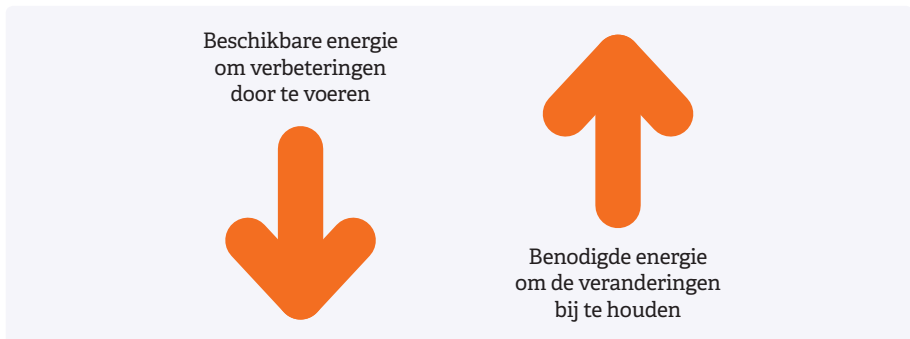 Beschikbare energie
om verbeteringen
door te voeren
Benodigde energie
om de veranderingen
bij te houden